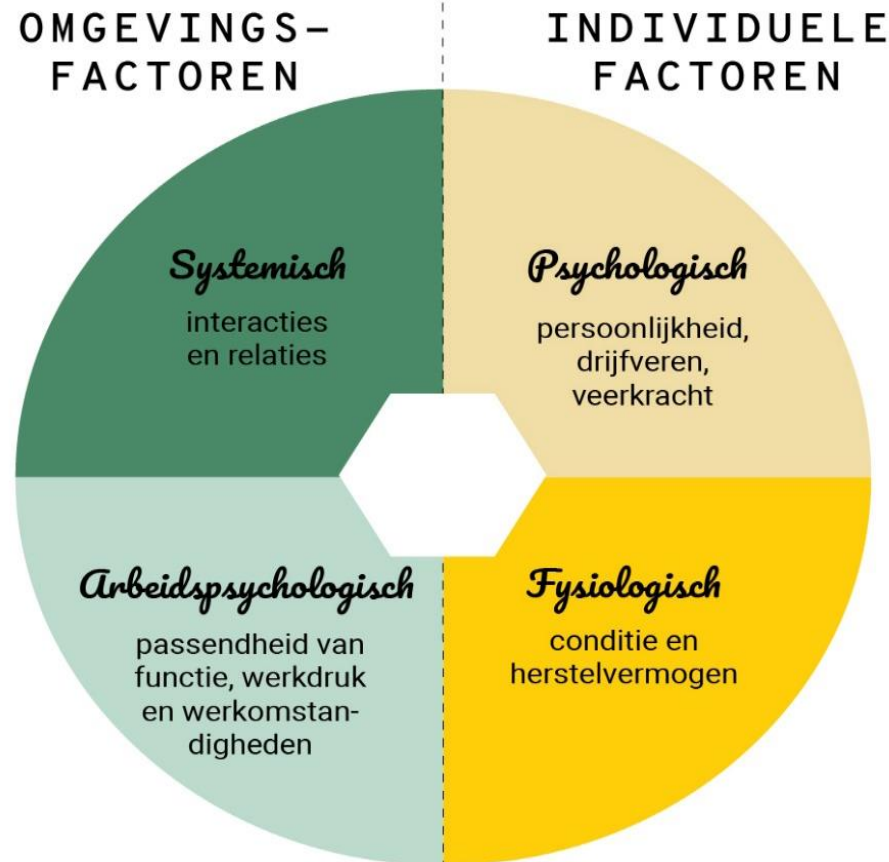 OMGEVINGS-
FACTOREN
INDIVIDUELE
FACTOREN
Systemisch
interacties
en relaties
Psychologisch
persoonlijkheid,
drijfveren,
veerkracht
Arbeidspsychologisch
passendheid van
functie, werkdruk
en werkomstan-
digheden
Fysiologisch
conditie en
herstelvermogen